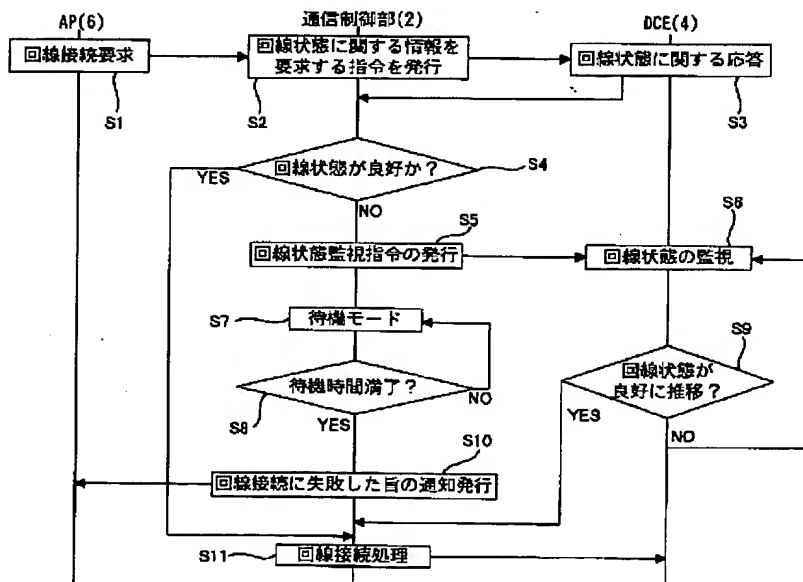 AP(6)
通信制御部(2)
DCE(4)
回線接続要求
回線状態に関する情報を
要求する指令を発行
回線状態に関する応答
S1
S2
S3
回線状態が良好か？
S4
YES
NO
S5
S6
回線状態監視指令の発行
回線状態の監視
S7
待機モード
S9
待機時間満了？
回線状態が
良好に推移？
S8
NO
YES
YES
NO
S10
回線接続に失敗した旨の通知発行
S11
回線接続処理